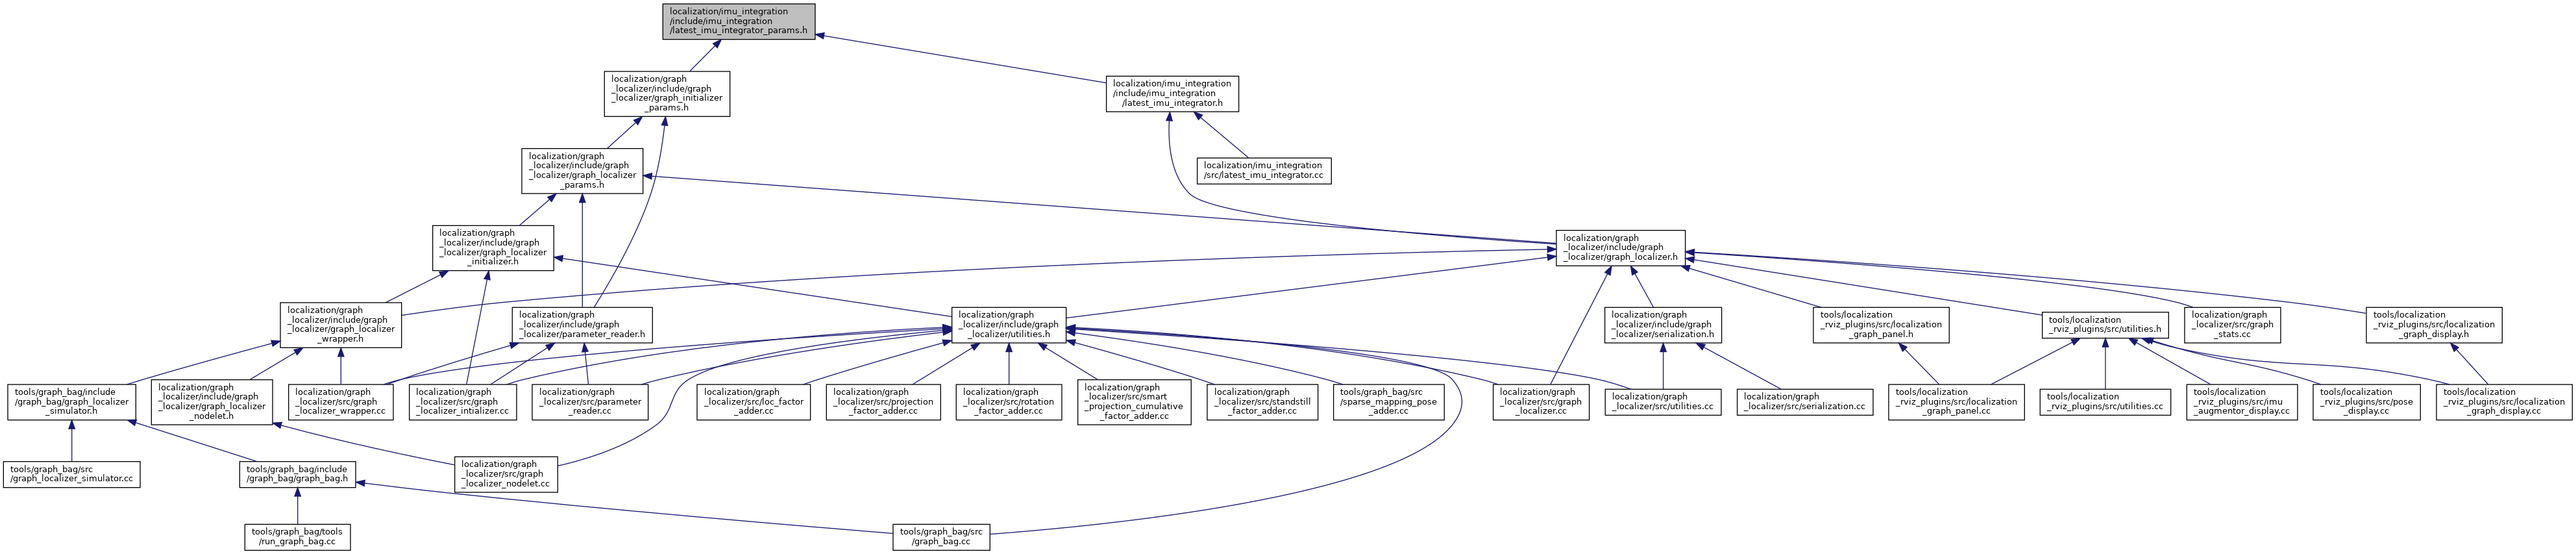 localization/imu_integration
/include/imu_integration
/latest_imu_integrator_params.h
localization/graph
_localizer/include/graph
_localizer/graph_initializer
_params.h
localization/imu_integration
/include/imu_integration
/latest_imu_integrator.h
localization/graph
_localizer/include/graph
_localizer/graph_localizer
_params.h
localization/imu_integration
/src/latest_imu_integrator.cc
localization/graph
_localizer/include/graph
_localizer/graph_localizer
_initializer.h
localization/graph
_localizer/include/graph
_localizer/graph_localizer.h
localization/graph
_localizer/include/graph
_localizer/graph_localizer
_wrapper.h
localization/graph
_localizer/include/graph
_localizer/parameter_reader.h
localization/graph
_localizer/include/graph
_localizer/utilities.h
localization/graph
_localizer/include/graph
_localizer/serialization.h
tools/localization
_rviz_plugins/src/localization
_graph_panel.h
tools/localization
_rviz_plugins/src/utilities.h
localization/graph
_localizer/src/graph
_stats.cc
tools/localization
_rviz_plugins/src/localization
_graph_display.h
tools/graph_bag/include
/graph_bag/graph_localizer
_simulator.h
localization/graph
_localizer/include/graph
_localizer/graph_localizer
_nodelet.h
localization/graph
_localizer/src/graph
_localizer_wrapper.cc
localization/graph
_localizer/src/graph
_localizer_intializer.cc
localization/graph
_localizer/src/parameter
_reader.cc
localization/graph
_localizer/src/loc_factor
_adder.cc
localization/graph
_localizer/src/projection
_factor_adder.cc
localization/graph
_localizer/src/rotation
_factor_adder.cc
localization/graph
_localizer/src/smart
_projection_cumulative
_factor_adder.cc
localization/graph
_localizer/src/standstill
_factor_adder.cc
tools/graph_bag/src
/sparse_mapping_pose
_adder.cc
localization/graph
_localizer/src/graph
_localizer.cc
localization/graph
_localizer/src/utilities.cc
localization/graph
_localizer/src/serialization.cc
tools/localization
_rviz_plugins/src/localization
_graph_panel.cc
tools/localization
_rviz_plugins/src/utilities.cc
tools/localization
_rviz_plugins/src/imu
_augmentor_display.cc
tools/localization
_rviz_plugins/src/pose
_display.cc
tools/localization
_rviz_plugins/src/localization
_graph_display.cc
tools/graph_bag/src
/graph_localizer_simulator.cc
tools/graph_bag/include
/graph_bag/graph_bag.h
localization/graph
_localizer/src/graph
_localizer_nodelet.cc
tools/graph_bag/tools
/run_graph_bag.cc
tools/graph_bag/src
/graph_bag.cc